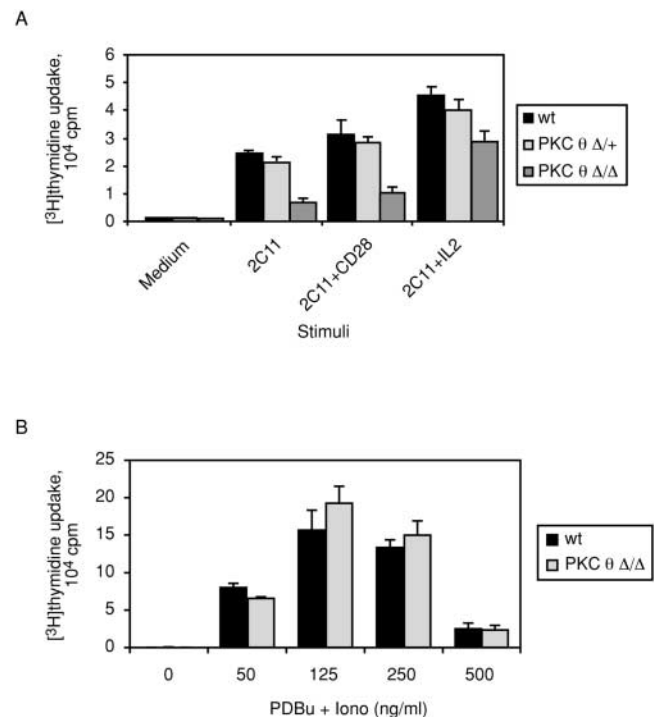 A
[³H]thymidine updake,
10⁴ cpm
6
5
4
3
2
1
0
Medium
2C11
2C11+CD28
2C11+IL2
Stimuli
wt
PKC θ Δ/+
PKC θ Δ/Δ
B
[³H]thymidine updake,
10⁴ cpm
25
20
15
10
5
0
0 50 125 250 500
PDBu + Iono (ng/ml)
wt
PKC θ Δ/Δ